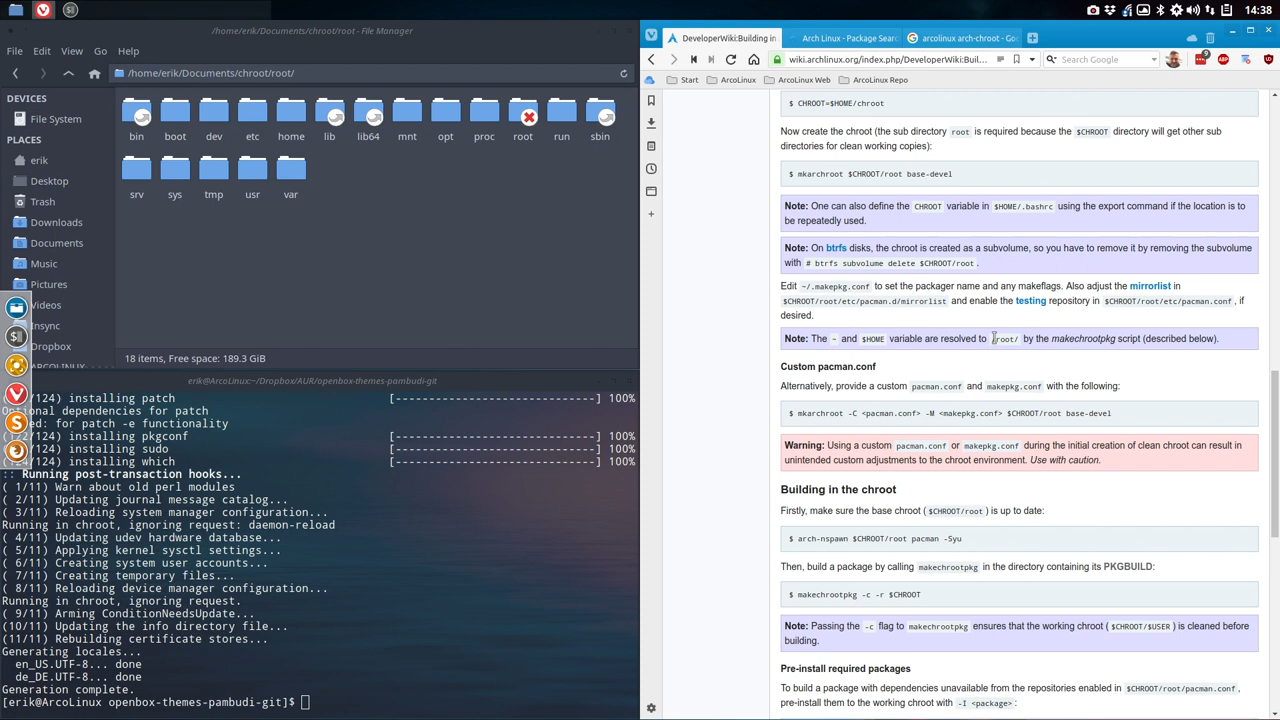 14:38
/home/erik/Documents/chroot/root - File Manager
File Edit View Go Help
/home/erik/Documents/chroot/root/
DEVICES
File System
PLACES
erik
Desktop
Trash
Downloads
Documents
Music
Pictures
Videos
Insync
Dropbox
bin boot dev etc home lib lib64 mnt opt proc root run sbin
srv sys tmp usr var
18 items, Free space: 189.3 GiB
erik@ArcoLinux:~/Dropbox/AUR/openbox-themes-pambudi-git
/124) installing patch [----------------------------] 100%
Optional dependencies for patch
ed: for patch -e functionality
/124) installing pkgconf [----------------------------] 100%
/124) installing sudo [----------------------------] 100%
/124) installing which [----------------------------] 100%
:: Running post-transaction hooks...
( 1/11) Warn about old perl modules
( 2/11) Updating journal message catalog...
( 3/11) Reloading system manager configuration...
Running in chroot, ignoring request: daemon-reload
( 4/11) Updating udev hardware database...
( 5/11) Applying kernel sysctl settings...
( 6/11) Creating system user accounts...
( 7/11) Creating temporary files...
( 8/11) Reloading device manager configuration...
Running in chroot, ignoring request.
( 9/11) Arming ConditionNeedsUpdate...
(10/11) Updating the info directory file...
(11/11) Rebuilding certificate stores...
Generating locales...
en_US.UTF-8... done
de_DE.UTF-8... done
Generation complete.
[erik@ArcoLinux openbox-themes-pambudi-git]$
DeveloperWiki:Building in
Arch Linux - Package Sear
arcolinux arch-chroot - Go
wiki.archlinux.org/index.php/DeveloperWiki:Buil...
Search Google
Start ArcoLinux ArcoLinux Web ArcoLinux Repo
$ CHROOT=$HOME/chroot
Now create the chroot (the sub directory root is required because the $CHROOT directory will get other sub
directories for clean working copies):
$ mkarchroot $CHROOT/root base-devel
Note: One can also define the CHROOT variable in $HOME/.bashrc using the export command if the location is to
be repeatedly used.
Note: On btrfs disks, the chroot is created as a subvolume, so you have to remove it by removing the subvolume
with # btrfs subvolume delete $CHROOT/root.
Edit ~/.makepkg.conf to set the packager name and any makeflags. Also adjust the mirrorlist in
$CHROOT/root/etc/pacman.d/mirrorlist and enable the testing repository in $CHROOT/root/etc/pacman.conf, if
desired.
Note: The ~ and $HOME variable are resolved to /root/ by the makechrootpkg script (described below).
Custom pacman.conf
Alternatively, provide a custom pacman.conf and makepkg.conf with the following:
$ mkarchroot -C <pacman.conf> -M <makepkg.conf> $CHROOT/root base-devel
Warning: Using a custom pacman.conf or makepkg.conf during the initial creation of clean chroot can result in
unintended custom adjustments to the chroot environment. Use with caution.
Building in the chroot
Firstly, make sure the base chroot ($CHROOT/root) is up to date:
$ arch-nspawn $CHROOT/root pacman -Syu
Then, build a package by calling makechrootpkg in the directory containing its PKGBUILD:
$ makechrootpkg -c -r $CHROOT
Note: Passing the -c flag to makechrootpkg ensures that the working chroot ($CHROOT/$USER) is cleaned before
building.
Pre-install required packages
To build a package with dependencies unavailable from the repositories enabled in $CHROOT/root/pacman.conf,
pre-install them to the working chroot with -I <package>: